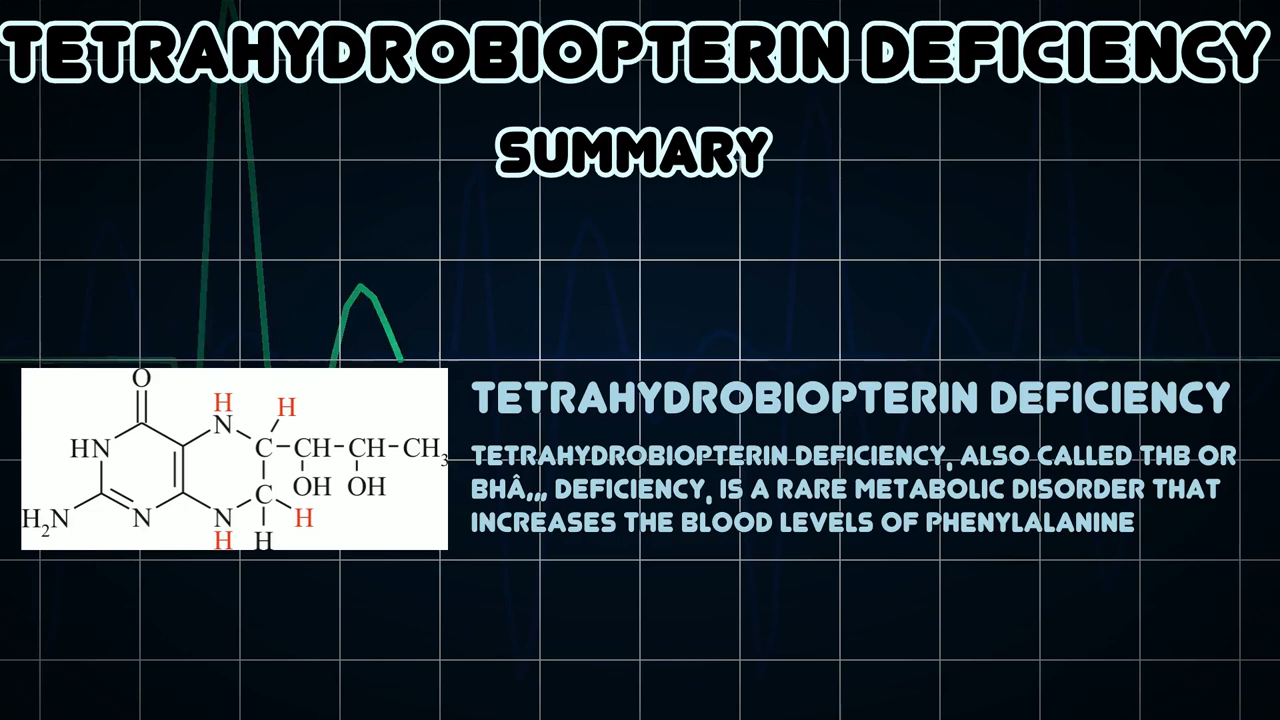 TETRAHYDROBIOPTERIN DEFICIENCY
SUMMARY
O
H H
HN N C CH CH CH₃
OH OH
H₂N N N C H
H H
TETRAHYDROBIOPTERIN DEFICIENCY
TETRAHYDROBIOPTERIN DEFICIENCY, ALSO CALLED THB OR
BHÂ,,, DEFICIENCY, IS A RARE METABOLIC DISORDER THAT
INCREASES THE BLOOD LEVELS OF PHENYLALANINE